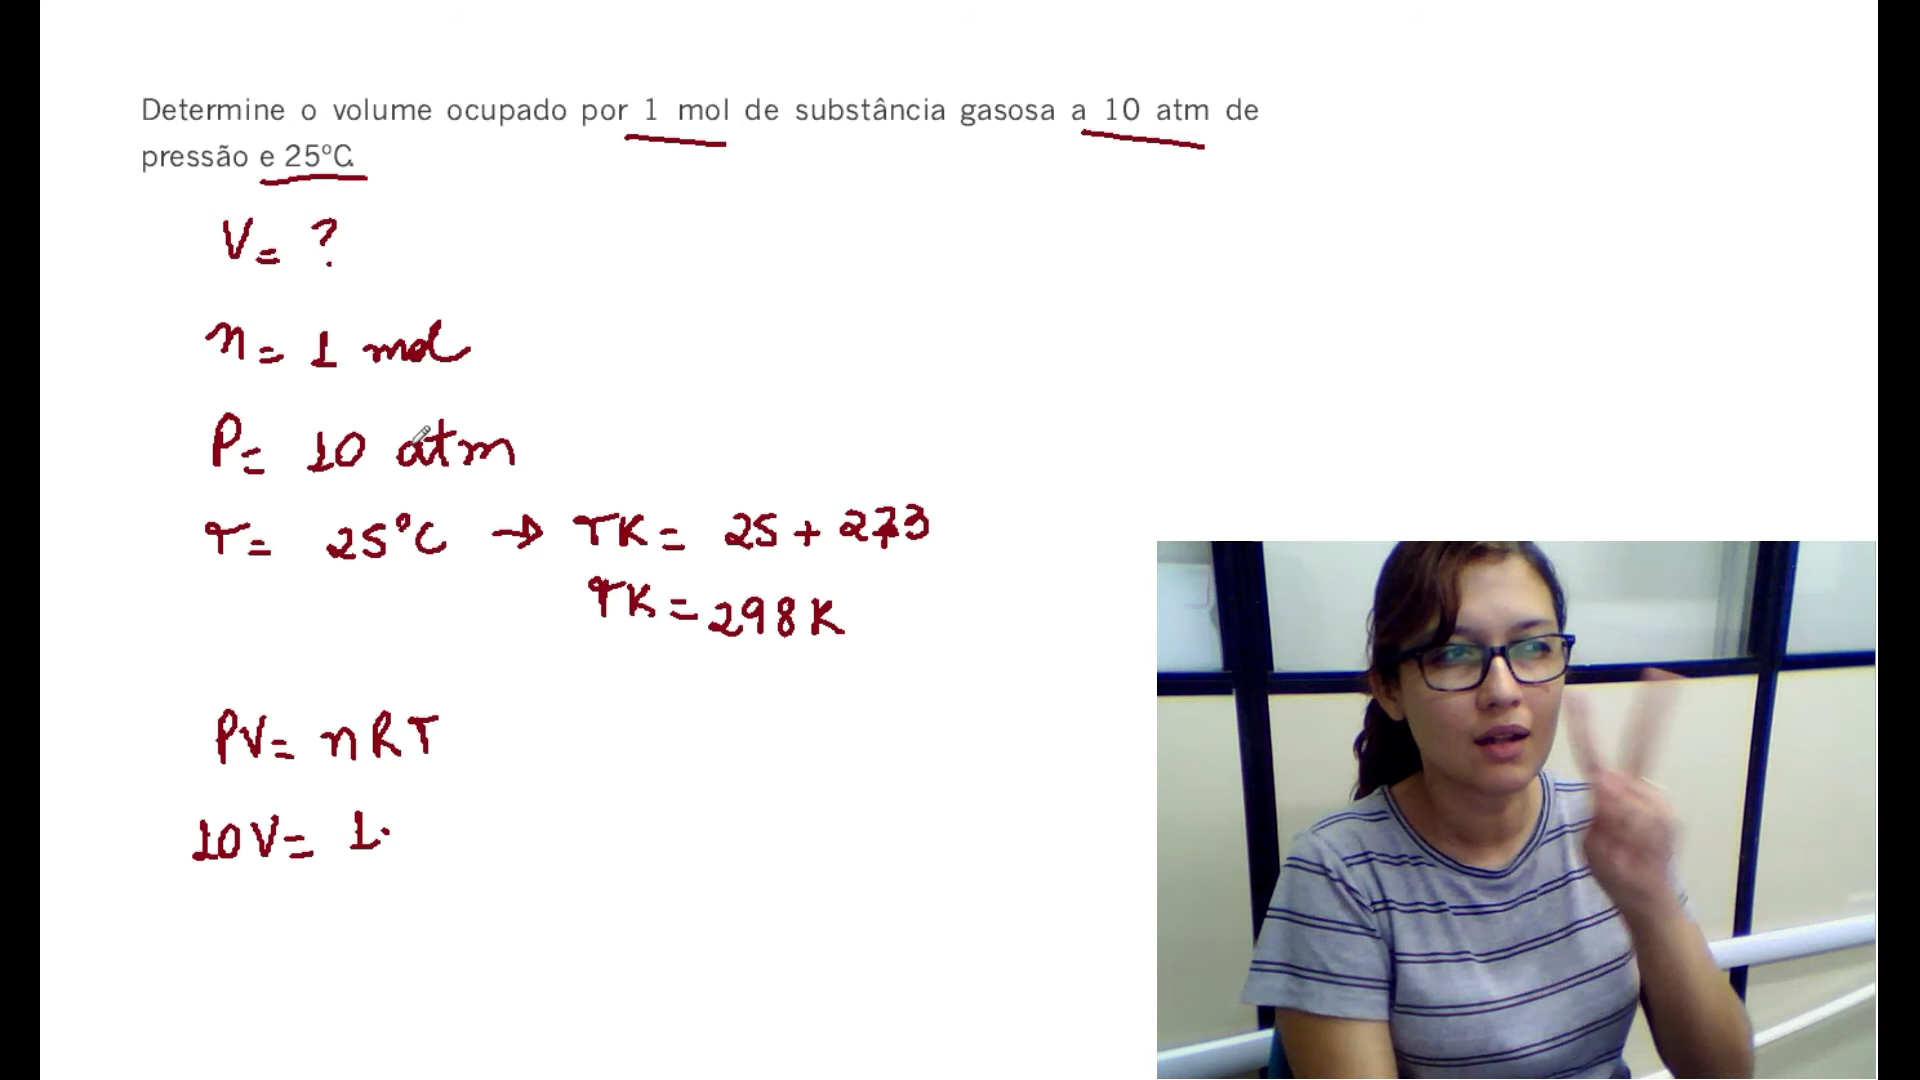 Determine o volume ocupado por 1 mol de substância gasosa a 10 atm de
pressão e 25ºC.
V= ?
n= 1 mol
P= 10 atm
T= 25°C → TK= 25+273
TK=298K
PV= nRT
10V= 1.